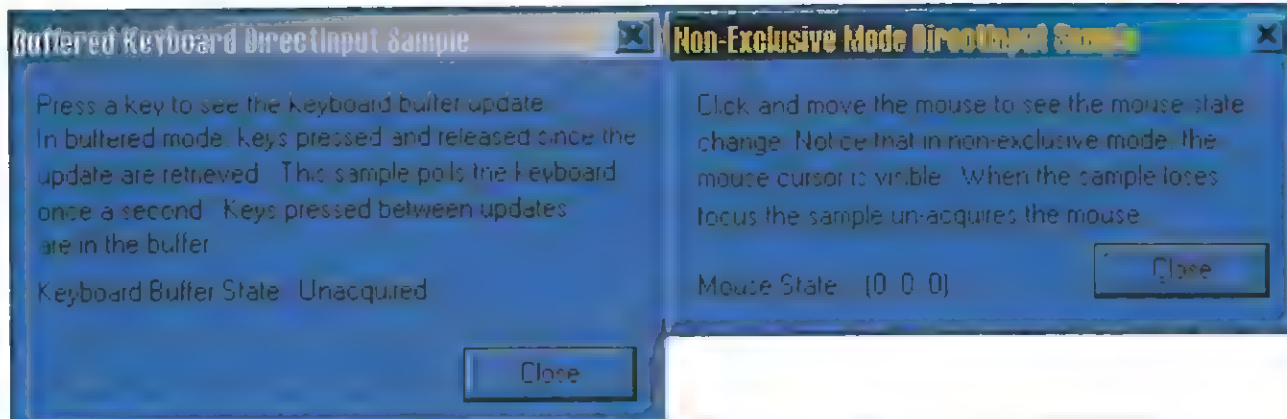 Buffered Keyboard DirectInput Sample
Press a key to see the keyboard buffer update
In buffered mode, keys pressed and released since the
update are retrieved. This sample polls the keyboard
once a second. Keys pressed between updates
are in the buffer
Keyboard Buffer State: Unacquired
Close
Non-Exclusive Mode DirectInput Sample
Click and move the mouse to see the mouse state
change. Notice that in non-exclusive mode, the
mouse cursor is visible. When the sample loses
focus the sample un-acquires the mouse
Mouse State: (0 0 0)
Close